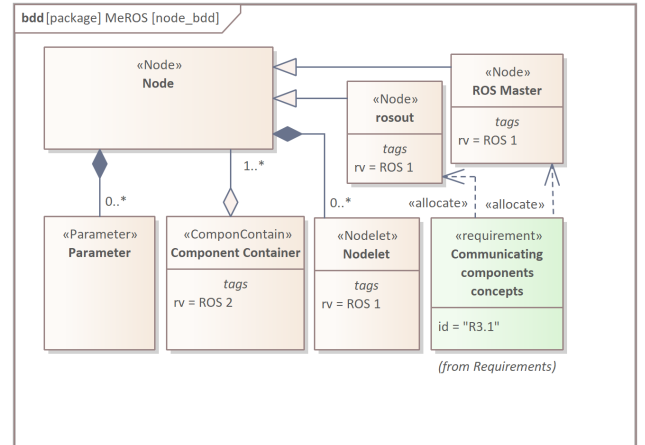 bdd [package] MeROS [node_bdd]
«Node»
Node
«Node»
ROS Master
tags
rv = ROS 1
«Node»
rosout
tags
rv = ROS 1
1..*
0..*
0..*
«allocate»
«allocate»
«Parameter»
Parameter
«ComponContain»
Component Container
tags
rv = ROS 2
«Nodelet»
Nodelet
tags
rv = ROS 1
«requirement»
Communicating
components
concepts
id = "R3.1"
(from Requirements)